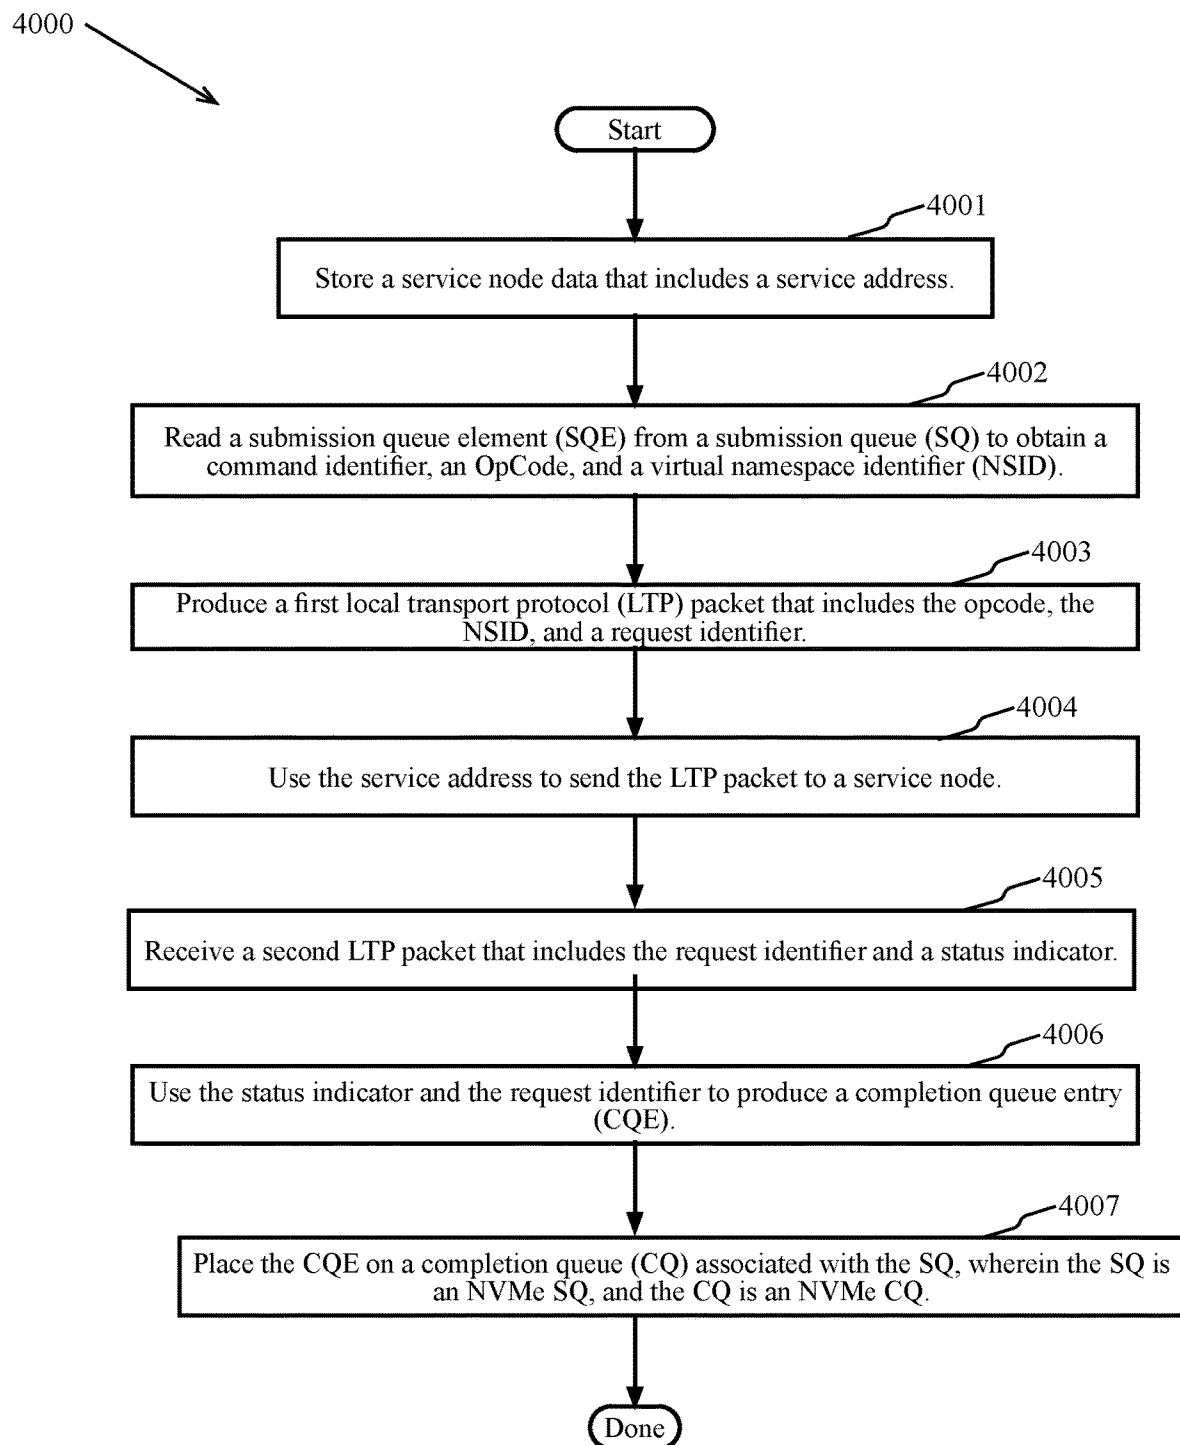 4000
Start
4001
Store a service node data that includes a service address.
4002
Read a submission queue element (SQE) from a submission queue (SQ) to obtain a
command identifier, an OpCode, and a virtual namespace identifier (NSID).
4003
Produce a first local transport protocol (LTP) packet that includes the opcode, the
NSID, and a request identifier.
4004
Use the service address to send the LTP packet to a service node.
4005
Receive a second LTP packet that includes the request identifier and a status indicator.
4006
Use the status indicator and the request identifier to produce a completion queue entry
(CQE).
4007
Place the CQE on a completion queue (CQ) associated with the SQ, wherein the SQ is
an NVMe SQ, and the CQ is an NVMe CQ.
Done